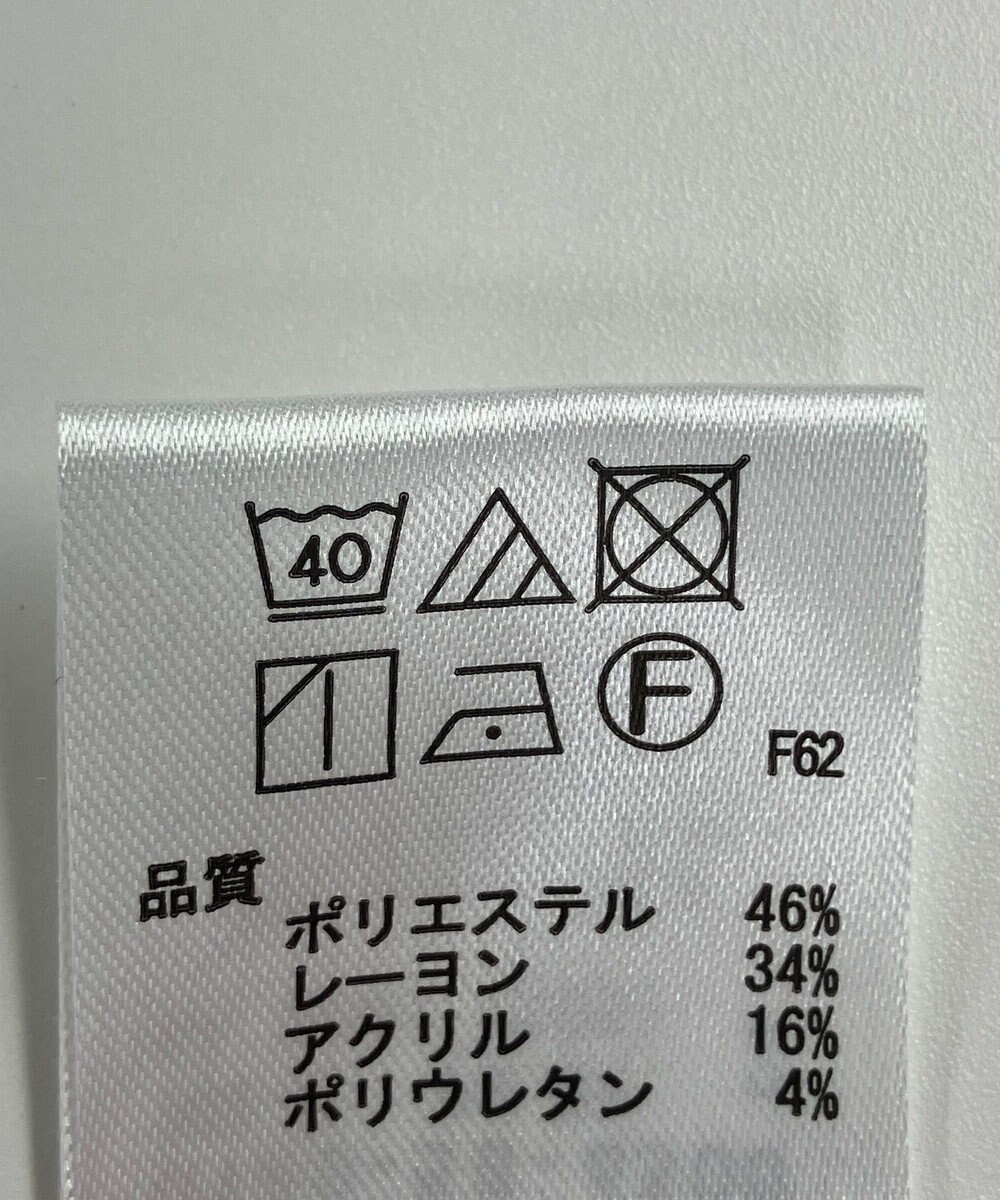 40
F
F62
品質
ポリエステル 46%
レーヨン 34%
アクリル 16%
ポリウレタン 4%